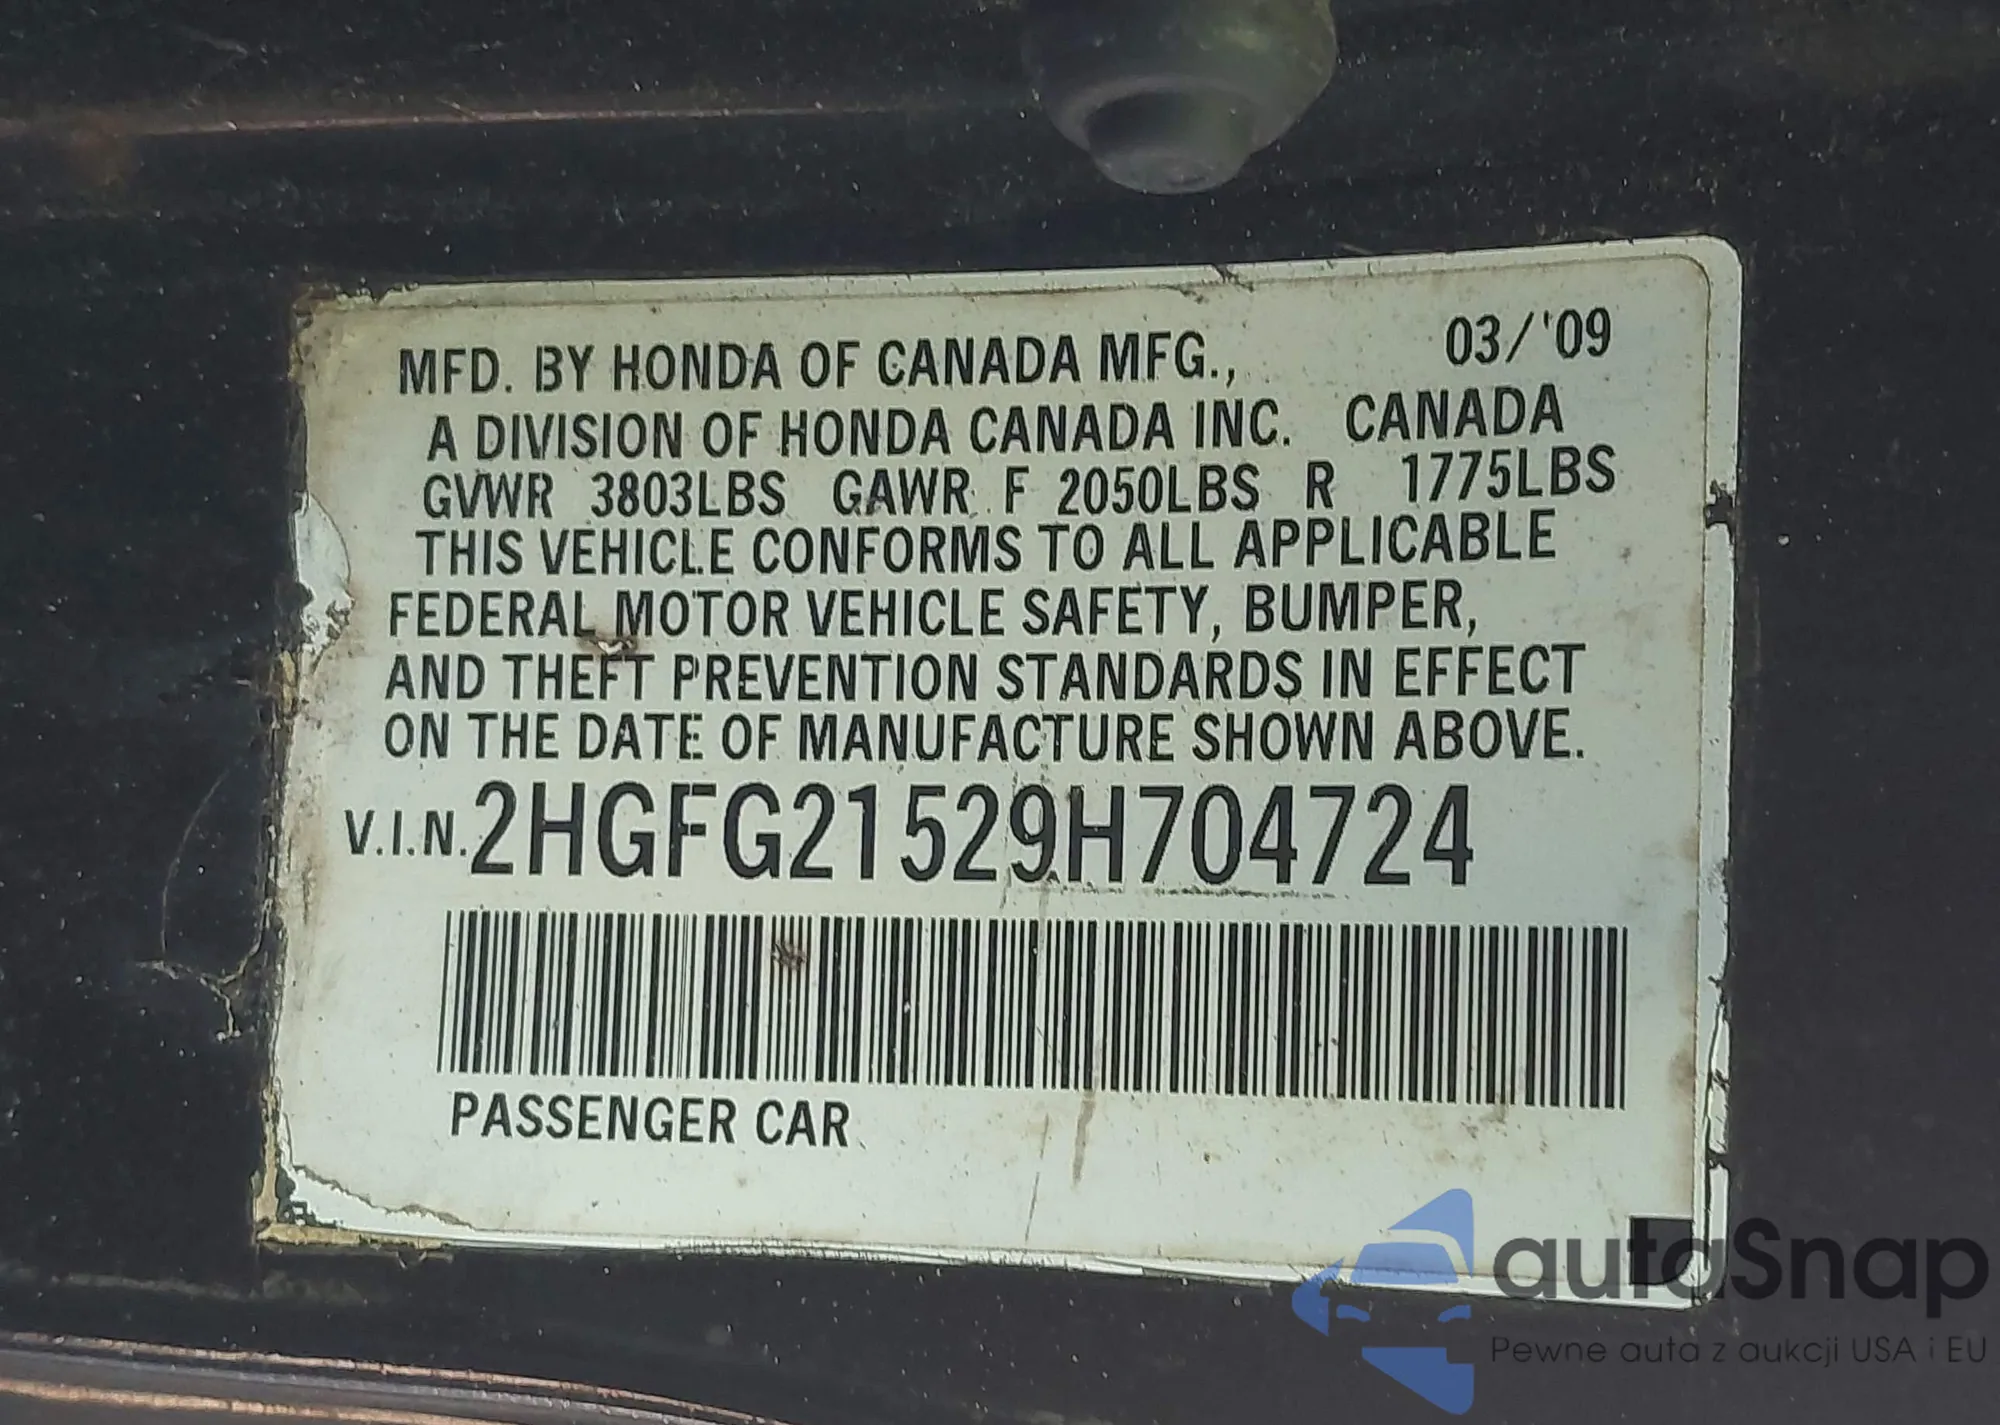 MFD. BY HONDA OF CANADA MFG., 03/'09
A DIVISION OF HONDA CANADA INC. CANADA
GVWR 3803LBS GAWR F 2050LBS R 1775LBS
THIS VEHICLE CONFORMS TO ALL APPLICABLE
FEDERAL MOTOR VEHICLE SAFETY, BUMPER,
AND THEFT PREVENTION STANDARDS IN EFFECT
ON THE DATE OF MANUFACTURE SHOWN ABOVE.
V.I.N. 2HGFG21529H704724
PASSENGER CAR
autaSnap
Pewne auta z aukcji USA i EU